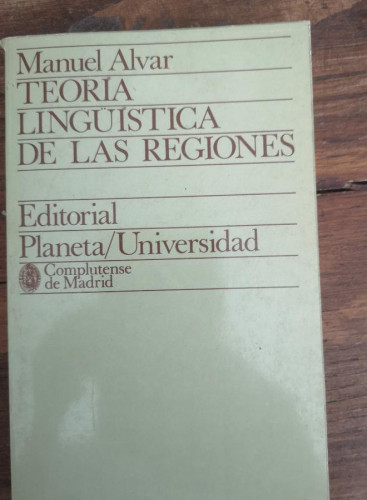 Manuel Alvar
TEORÍA
LINGÜÍSTICA
DE LAS REGIONES
Editorial
Planeta/Universidad
Complutense
de Madrid